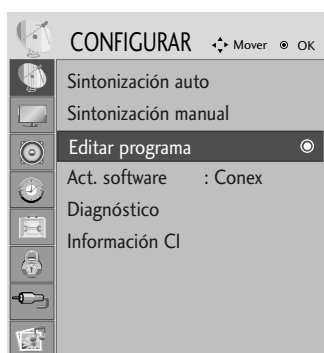 CONFIGURAR Mover OK
Sintonización auto
Sintonización manual
Editar programa
Act. software : Conex
Diagnóstico
Información CI